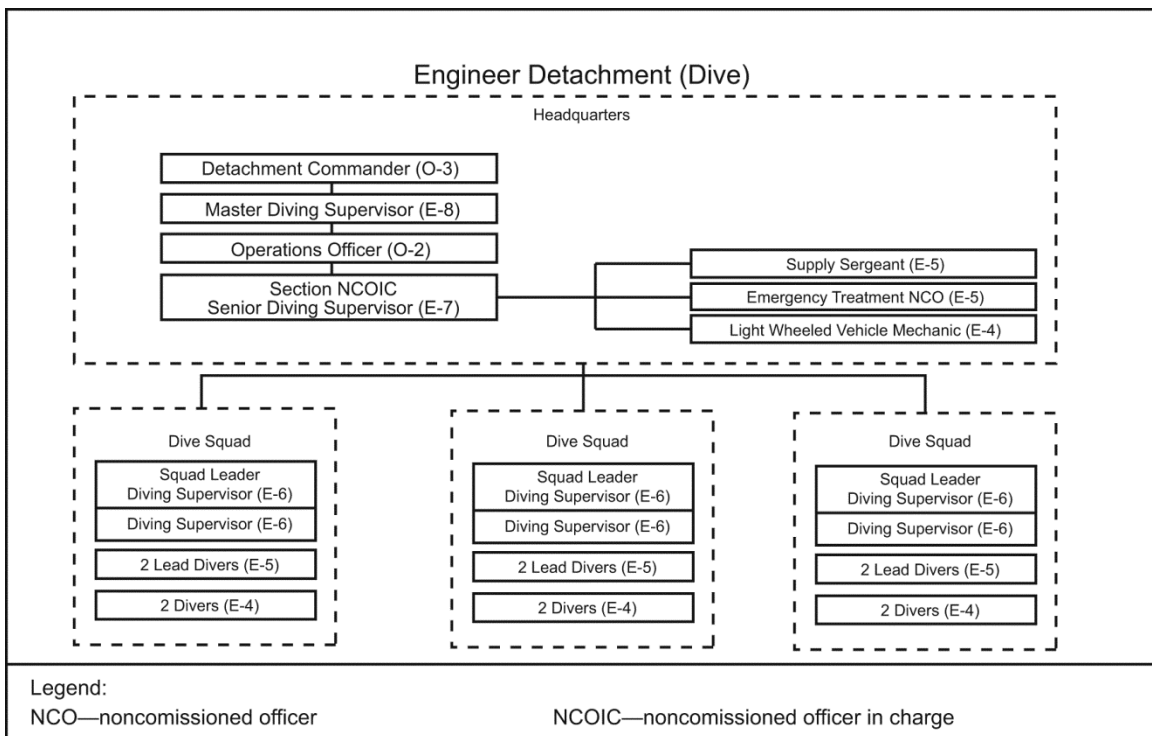 Engineer Detachment (Dive)
Headquarters
Detachment Commander (O-3)
Master Diving Supervisor (E-8)
Operations Officer (O-2)
Section NCOIC
Senior Diving Supervisor (E-7)
Supply Sergeant (E-5)
Emergency Treatment NCO (E-5)
Light Wheeled Vehicle Mechanic (E-4)
Dive Squad
Squad Leader
Diving Supervisor (E-6)
Diving Supervisor (E-6)
2 Lead Divers (E-5)
2 Divers (E-4)
Dive Squad
Squad Leader
Diving Supervisor (E-6)
Diving Supervisor (E-6)
2 Lead Divers (E-5)
2 Divers (E-4)
Dive Squad
Squad Leader
Diving Supervisor (E-6)
Diving Supervisor (E-6)
2 Lead Divers (E-5)
2 Divers (E-4)
Legend:
NCO—noncomissioned officer
NCOIC—noncomissioned officer in charge